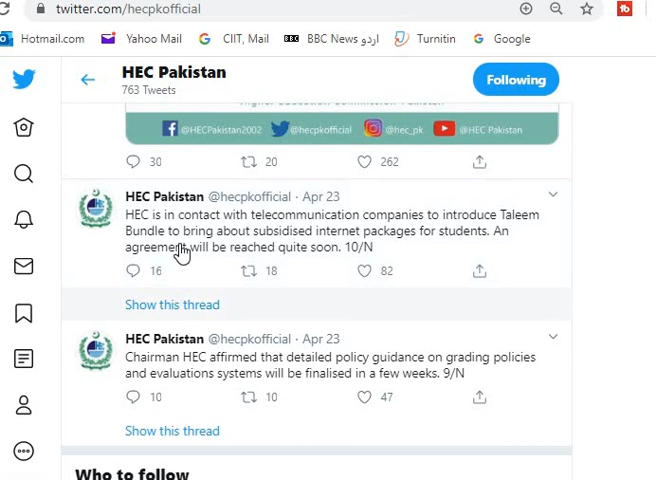 twitter.com/hecpkofficial
Hotmail.com Yahoo Mail CIIT, Mail BBC BBC News اردو Turnitin Google
HEC Pakistan
763 Tweets
Following
Higher Education Commission Pakistan
@HECPakistan2002 @hecpkofficial @hec_pk @HEC Pakistan
30 20 262
HEC Pakistan @hecpkofficial · Apr 23
HEC is in contact with telecommunication companies to introduce Taleem
Bundle to bring about subsidised internet packages for students. An
agreement will be reached quite soon. 10/N
16 18 82
Show this thread
HEC Pakistan @hecpkofficial · Apr 23
Chairman HEC affirmed that detailed policy guidance on grading policies
and evaluations systems will be finalised in a few weeks. 9/N
10 10 47
Show this thread
Who to follow